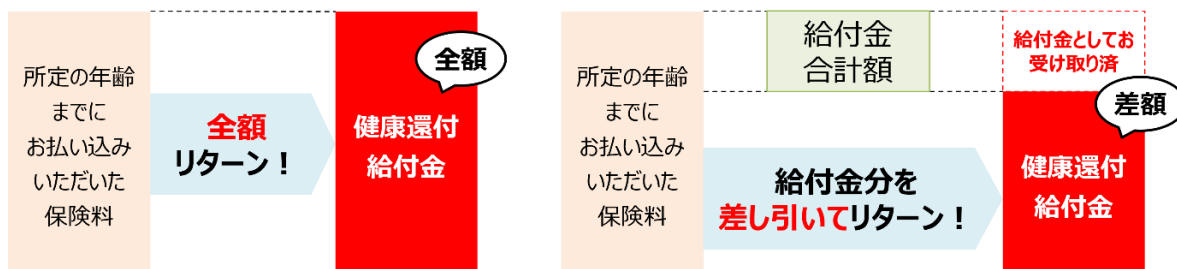 所定の年齢
までに
お払い込み
いただいた
保険料
全額
リターン！
全額
健康還付
給付金
所定の年齢
までに
お払い込み
いただいた
保険料
給付金
合計額
給付金分を
差し引いてリターン！
給付金としてお
受け取り済
差額
健康還付
給付金